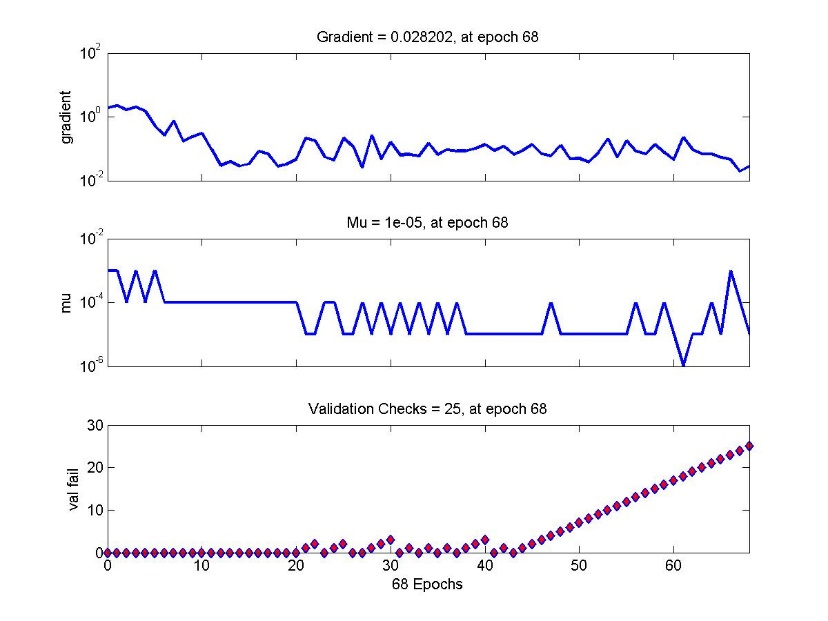 Gradient = 0.028202, at epoch 68
10^2
10^0
10^-2
gradient
Mu = 1e-05, at epoch 68
10^-2
10^-4
10^-6
mu
Validation Checks = 25, at epoch 68
30
20
10
0
val fail
0 10 20 30 40 50 60
68 Epochs